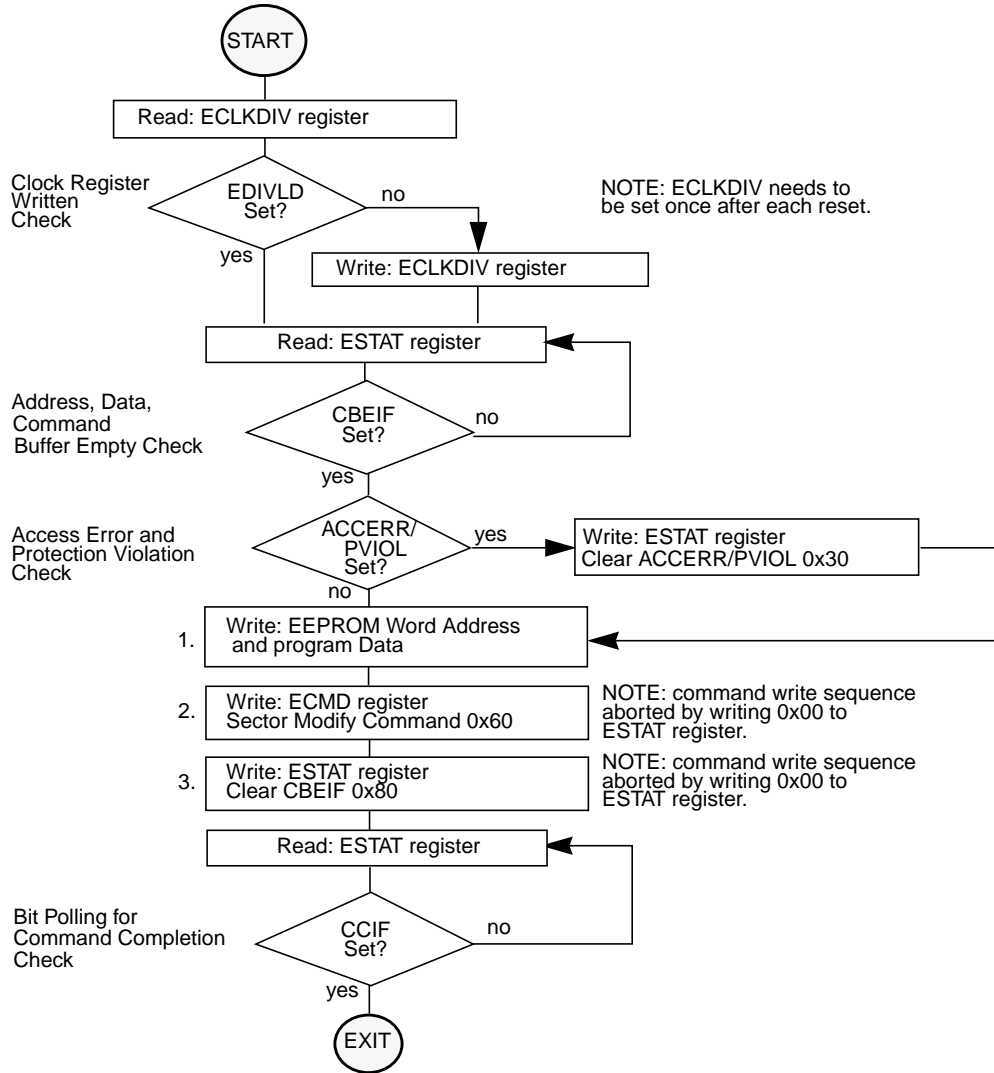 START
Read: ECLKDIV register
Clock Register
Written
Check
EDIVLD
Set?
no
yes
NOTE: ECLKDIV needs to
be set once after each reset.
Write: ECLKDIV register
Read: ESTAT register
Address, Data,
Command
Buffer Empty Check
CBEIF
Set?
no
yes
Access Error and
Protection Violation
Check
ACCERR/
PVIOL
Set?
yes
no
Write: ESTAT register
Clear ACCERR/PVIOL 0x30
1.
Write: EEPROM Word Address
and program Data
2.
Write: ECMD register
Sector Modify Command 0x60
NOTE: command write sequence
aborted by writing 0x00 to
ESTAT register.
3.
Write: ESTAT register
Clear CBEIF 0x80
NOTE: command write sequence
aborted by writing 0x00 to
ESTAT register.
Read: ESTAT register
Bit Polling for
Command Completion
Check
CCIF
Set?
no
yes
EXIT